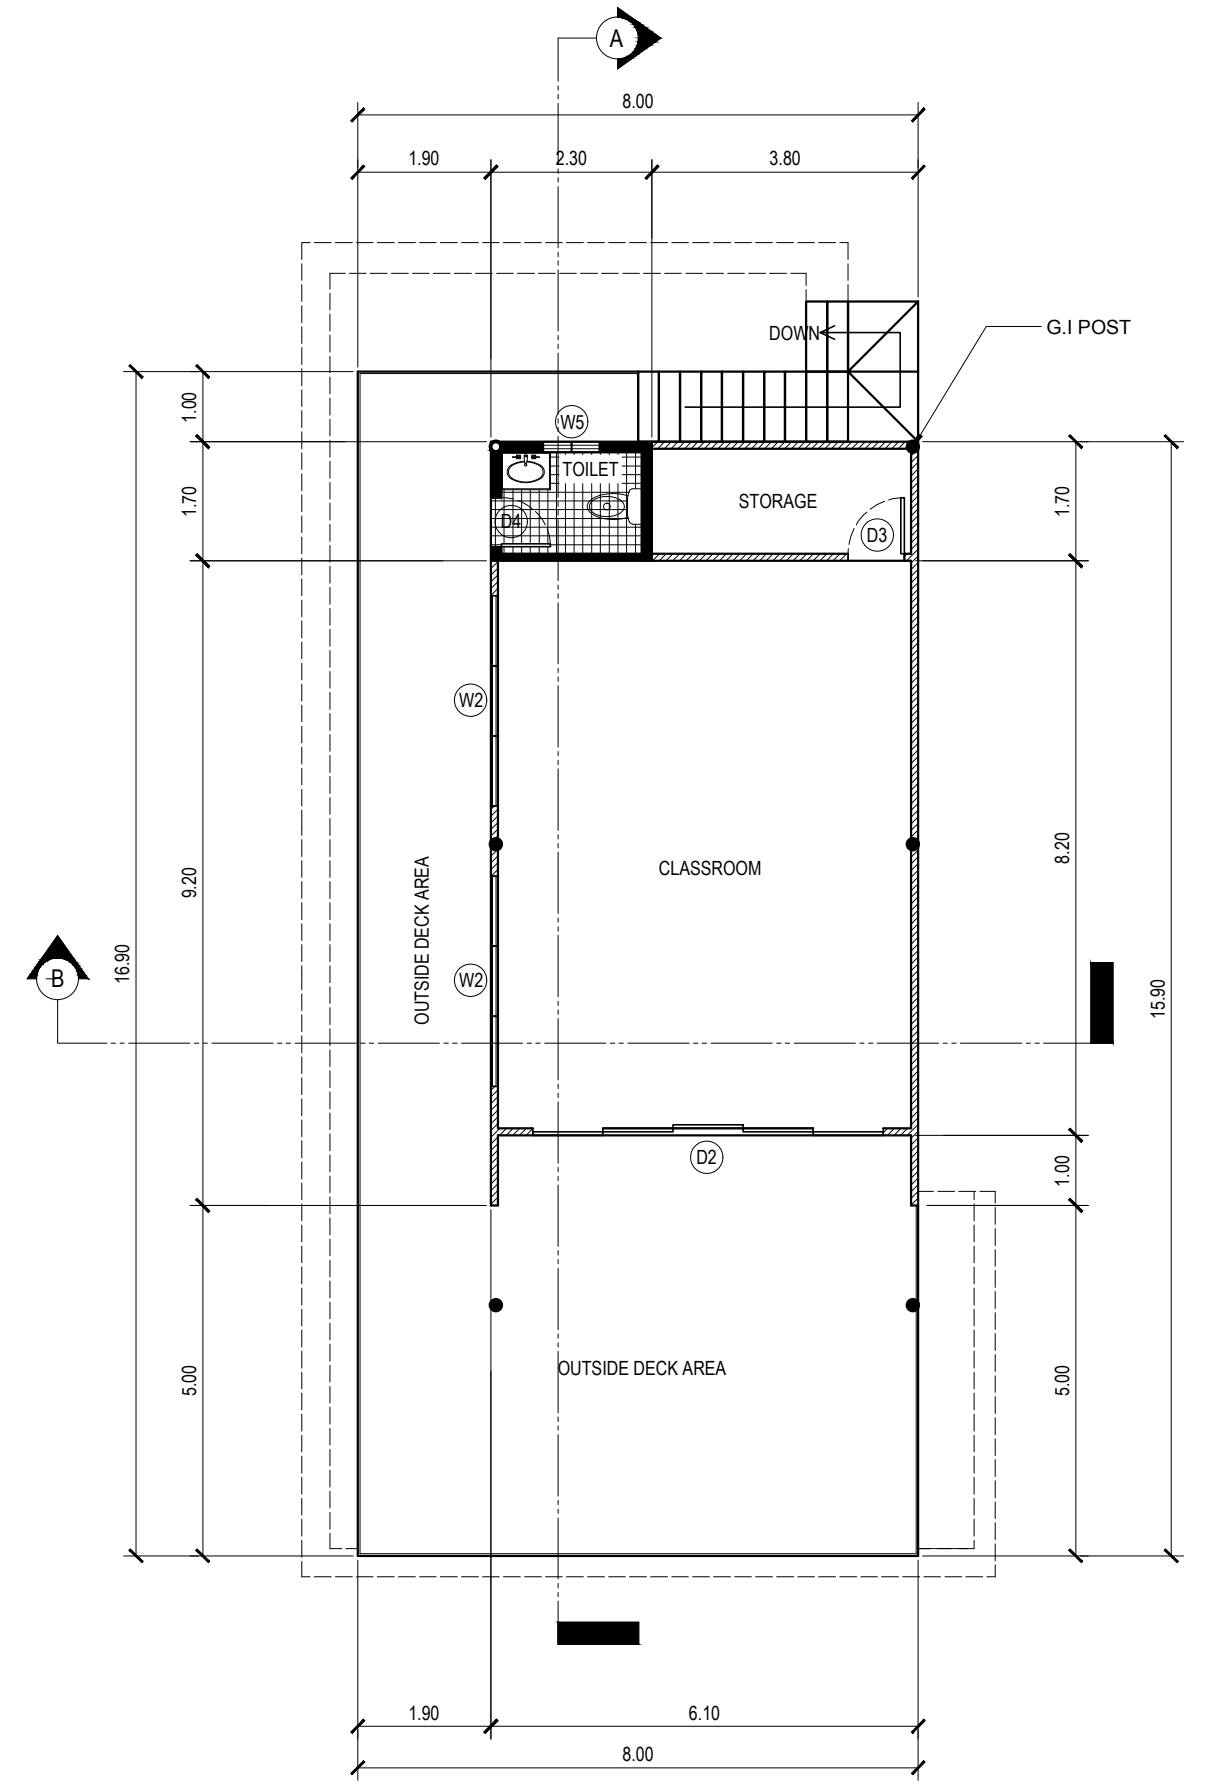 A
8.00
1.90
2.30
3.80
DOWN
G.I POST
1.00
W5
TOILET
1.70
STORAGE
1.70
D4
D3
W2
CLASSROOM
8.20
9.20
OUTSIDE DECK AREA
16.90
B
W2
15.90
D2
1.00
OUTSIDE DECK AREA
5.00
5.00
1.90
6.10
8.00